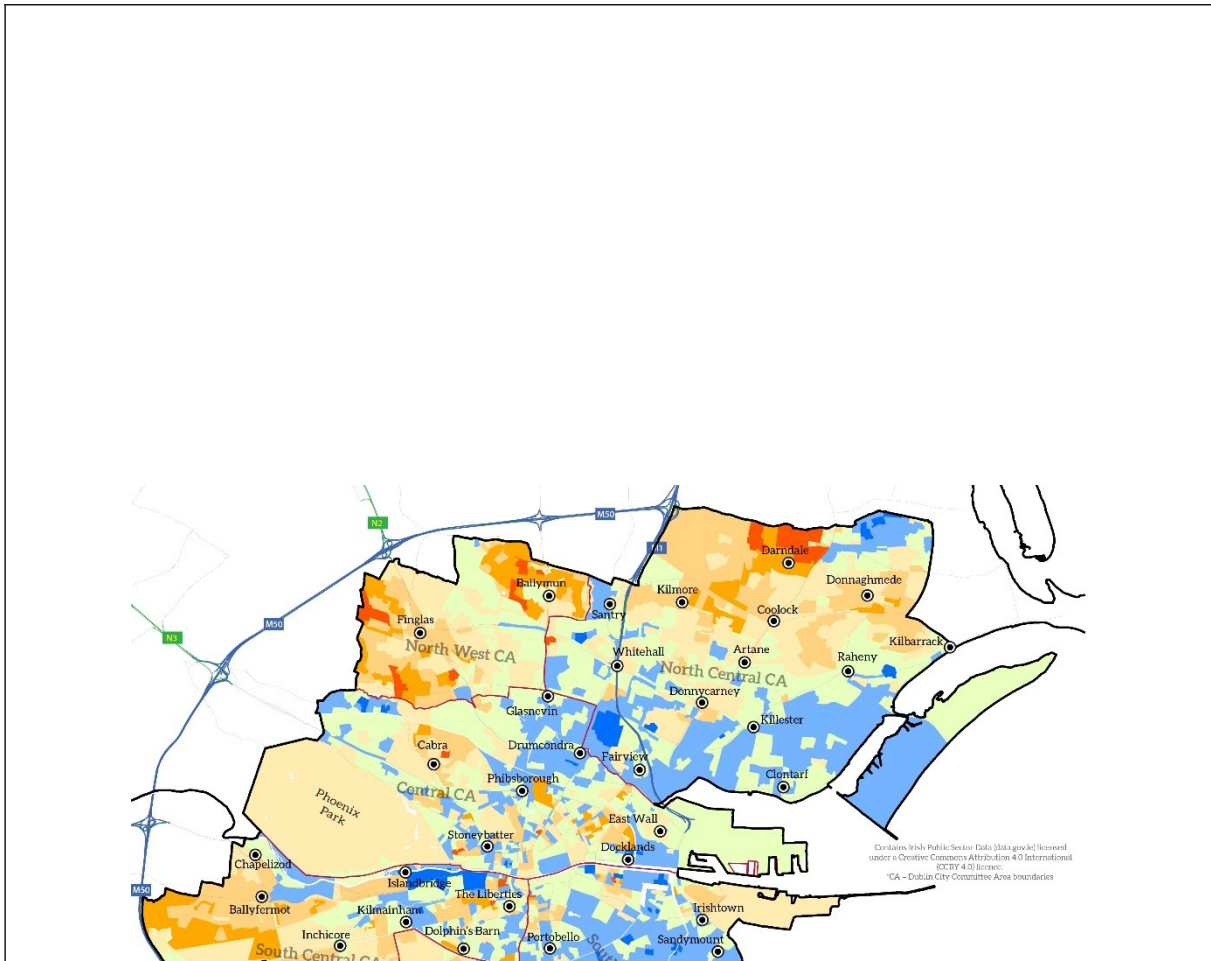 M50
N2
M1
Darndale
Ballymun
Donnaghmede
Kilmore
Santry
Coolock
N3
M50
Finglas
North West CA
Whitehall
Artane
Kilbarrack
Raheny
North Central CA
Donnycarney
Glasnevin
Killester
Cabra
Drumcondra
Fairview
Clontarf
Phibsborough
Central CA
Phoenix
Park
East Wall
Stoneybatter
Docklands
Contains Irish Public Sector Data (data.gov.ie) licensed
under a Creative Commons Attribution 4.0 International
(CCBY 4.0) licence.
*CA – Dublin City Committee Area boundaries
Chapelizod
Islandbridge
M50
The Liberties
Ballyfermot
Kilmainham
Irishtown
Dolphin's Barn
Inchicore
Portobello
Sandymount
South Central CA